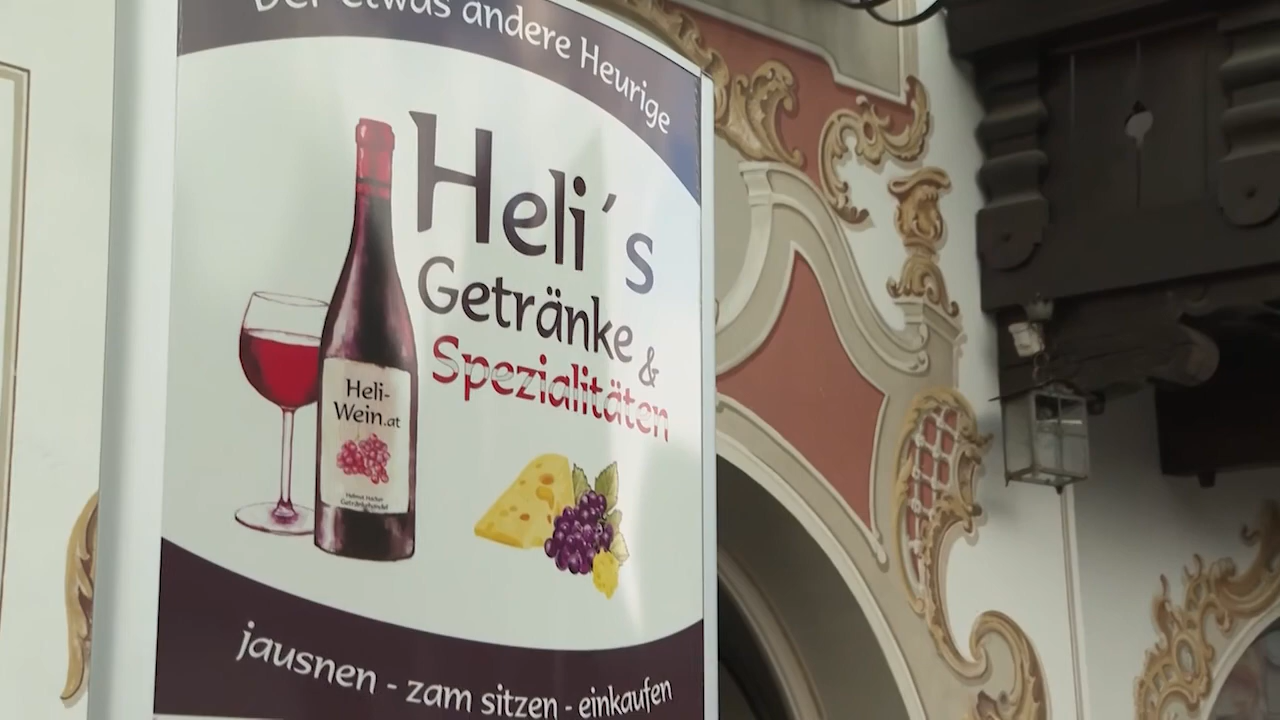 Der etwas andere Heurige
Heli´s
Getränke &
Spezialitäten
Heli-
Wein.at
jausnen - zam sitzen - einkaufen